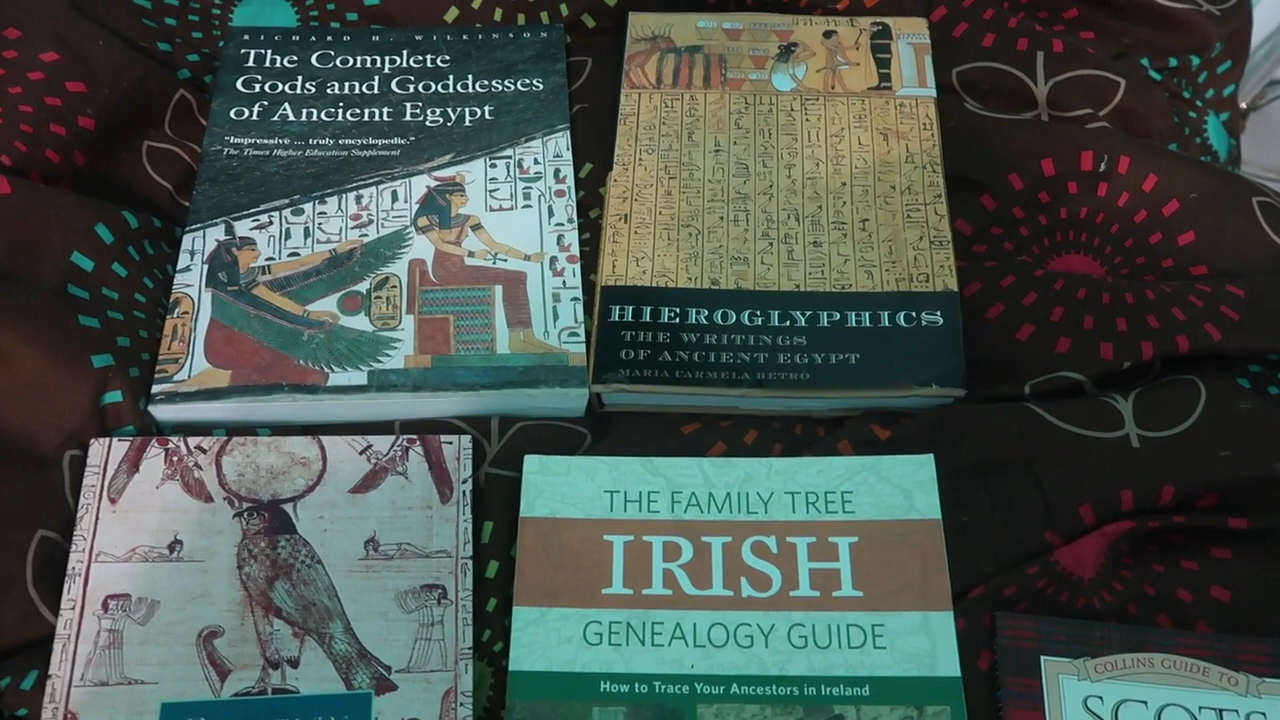 RICHARD H. WILKINSON
The Complete
Gods and Goddesses
of Ancient Egypt
"Impressive ... truly encyclopedic."
The Times Higher Education Supplement
HIEROGLYPHICS
THE WRITINGS
OF ANCIENT EGYPT
MARIA CARMELA BETRÒ
THE FAMILY TREE
IRISH
GENEALOGY GUIDE
How to Trace Your Ancestors in Ireland
COLLINS GUIDE TO
SCOTS